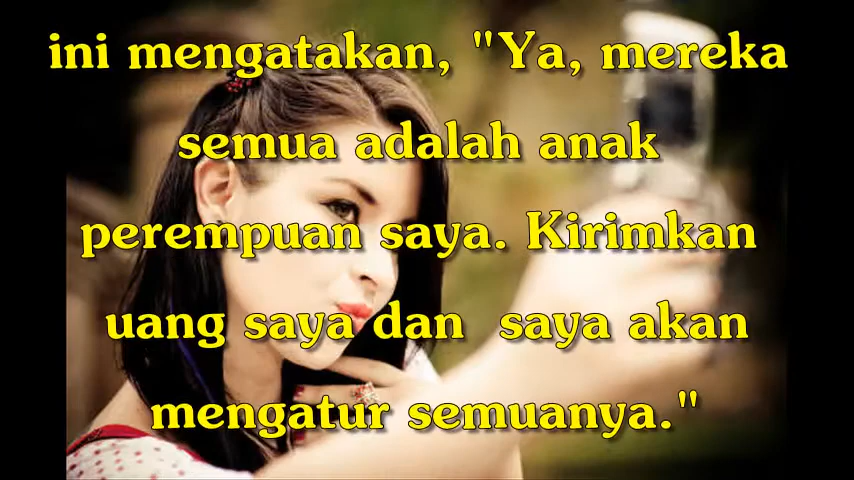 ini mengatakan, "Ya, mereka
semua adalah anak
perempuan saya. Kirimkan
uang saya dan saya akan
mengatur semuanya."